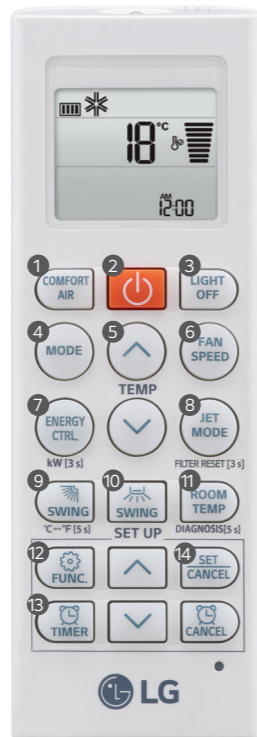 18°C
AM
12:00
1 2 3
COMFORT AIR
LIGHT OFF
4 5 6
MODE
FAN SPEED
TEMP
7 8
ENERGY CTRL.
JET MODE
kW [3 s]
FILTER RESET [3 s]
9 10 11
SWING
SWING
ROOM TEMP
°C↔°F [5 s]
SET UP
DIAGNOSIS[5 s]
12 14
FUNC.
SET
CANCEL
13
TIMER
CANCEL
LG
LG